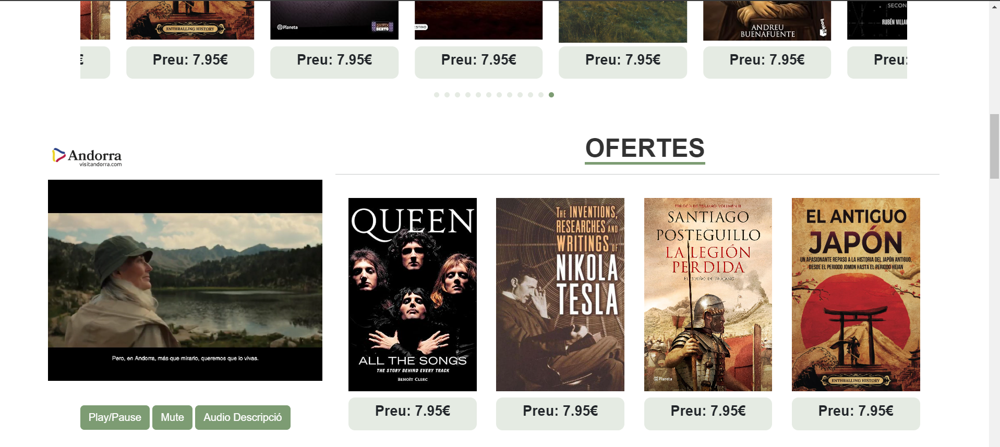 ENTHRALLING HISTORY
Planeta
ANDREU
BUENAFUENTE
booket
SECON
RUBÉN VILLAR
€
Preu: 7.95€
Preu: 7.95€
Preu: 7.95€
Preu: 7.95€
Preu: 7.95€
Preu:
Andorra
visitandorra.com
OFERTES
Pero, en Andorra, más que mirarlo, queremos que lo vivas.
Play/Pause
Mute
Audio Descripció
QUEEN
ALL THE SONGS
THE STORY BEHIND EVERY TRACK
BENOÎT CLERC
Preu: 7.95€
THE INVENTIONS,
RESEARCHES AND
WRITINGS OF
NIKOLA
TESLA
Preu: 7.95€
TRILOGÍA DE TRAJANO. VOLUMEN III
SANTIAGO
POSTEGUILLO
LA LEGIÓN
PERDIDA
EL SUEÑO DE TRAJANO
Planeta
Preu: 7.95€
EL ANTIGUO
JAPÓN
UN APASIONANTE REPASO A LA HISTORIA DEL JAPÓN ANTIGUO,
DESDE EL PERIODO JOMON HASTA EL PERIODO HEIAN
ENTHRALLING HISTORY
Preu: 7.95€